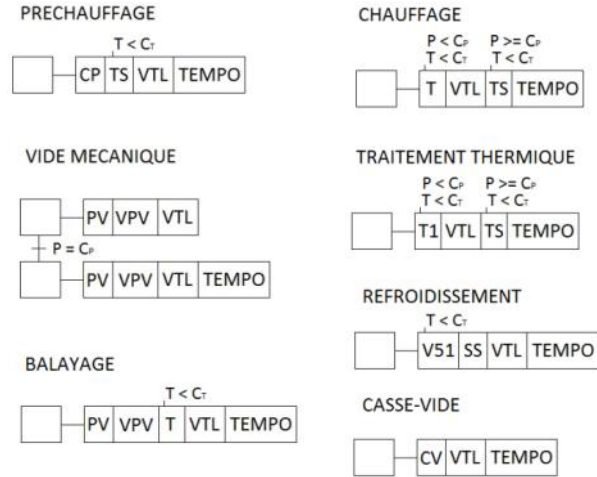 PRECHAUFFAGE
T < CT
CP TS VTL TEMPO
VIDE MECANIQUE
PV VPV VTL
P = CP
PV VPV VTL TEMPO
BALAYAGE
T < CT
PV VPV T VTL TEMPO
CHAUFFAGE
P < CP P >= CP
T < CT T < CT
T VTL TS TEMPO
TRAITEMENT THERMIQUE
P < CP P >= CP
T < CT T < CT
T1 VTL TS TEMPO
REFROIDISSEMENT
T < CT
V51 SS VTL TEMPO
CASSE-VIDE
CV VTL TEMPO